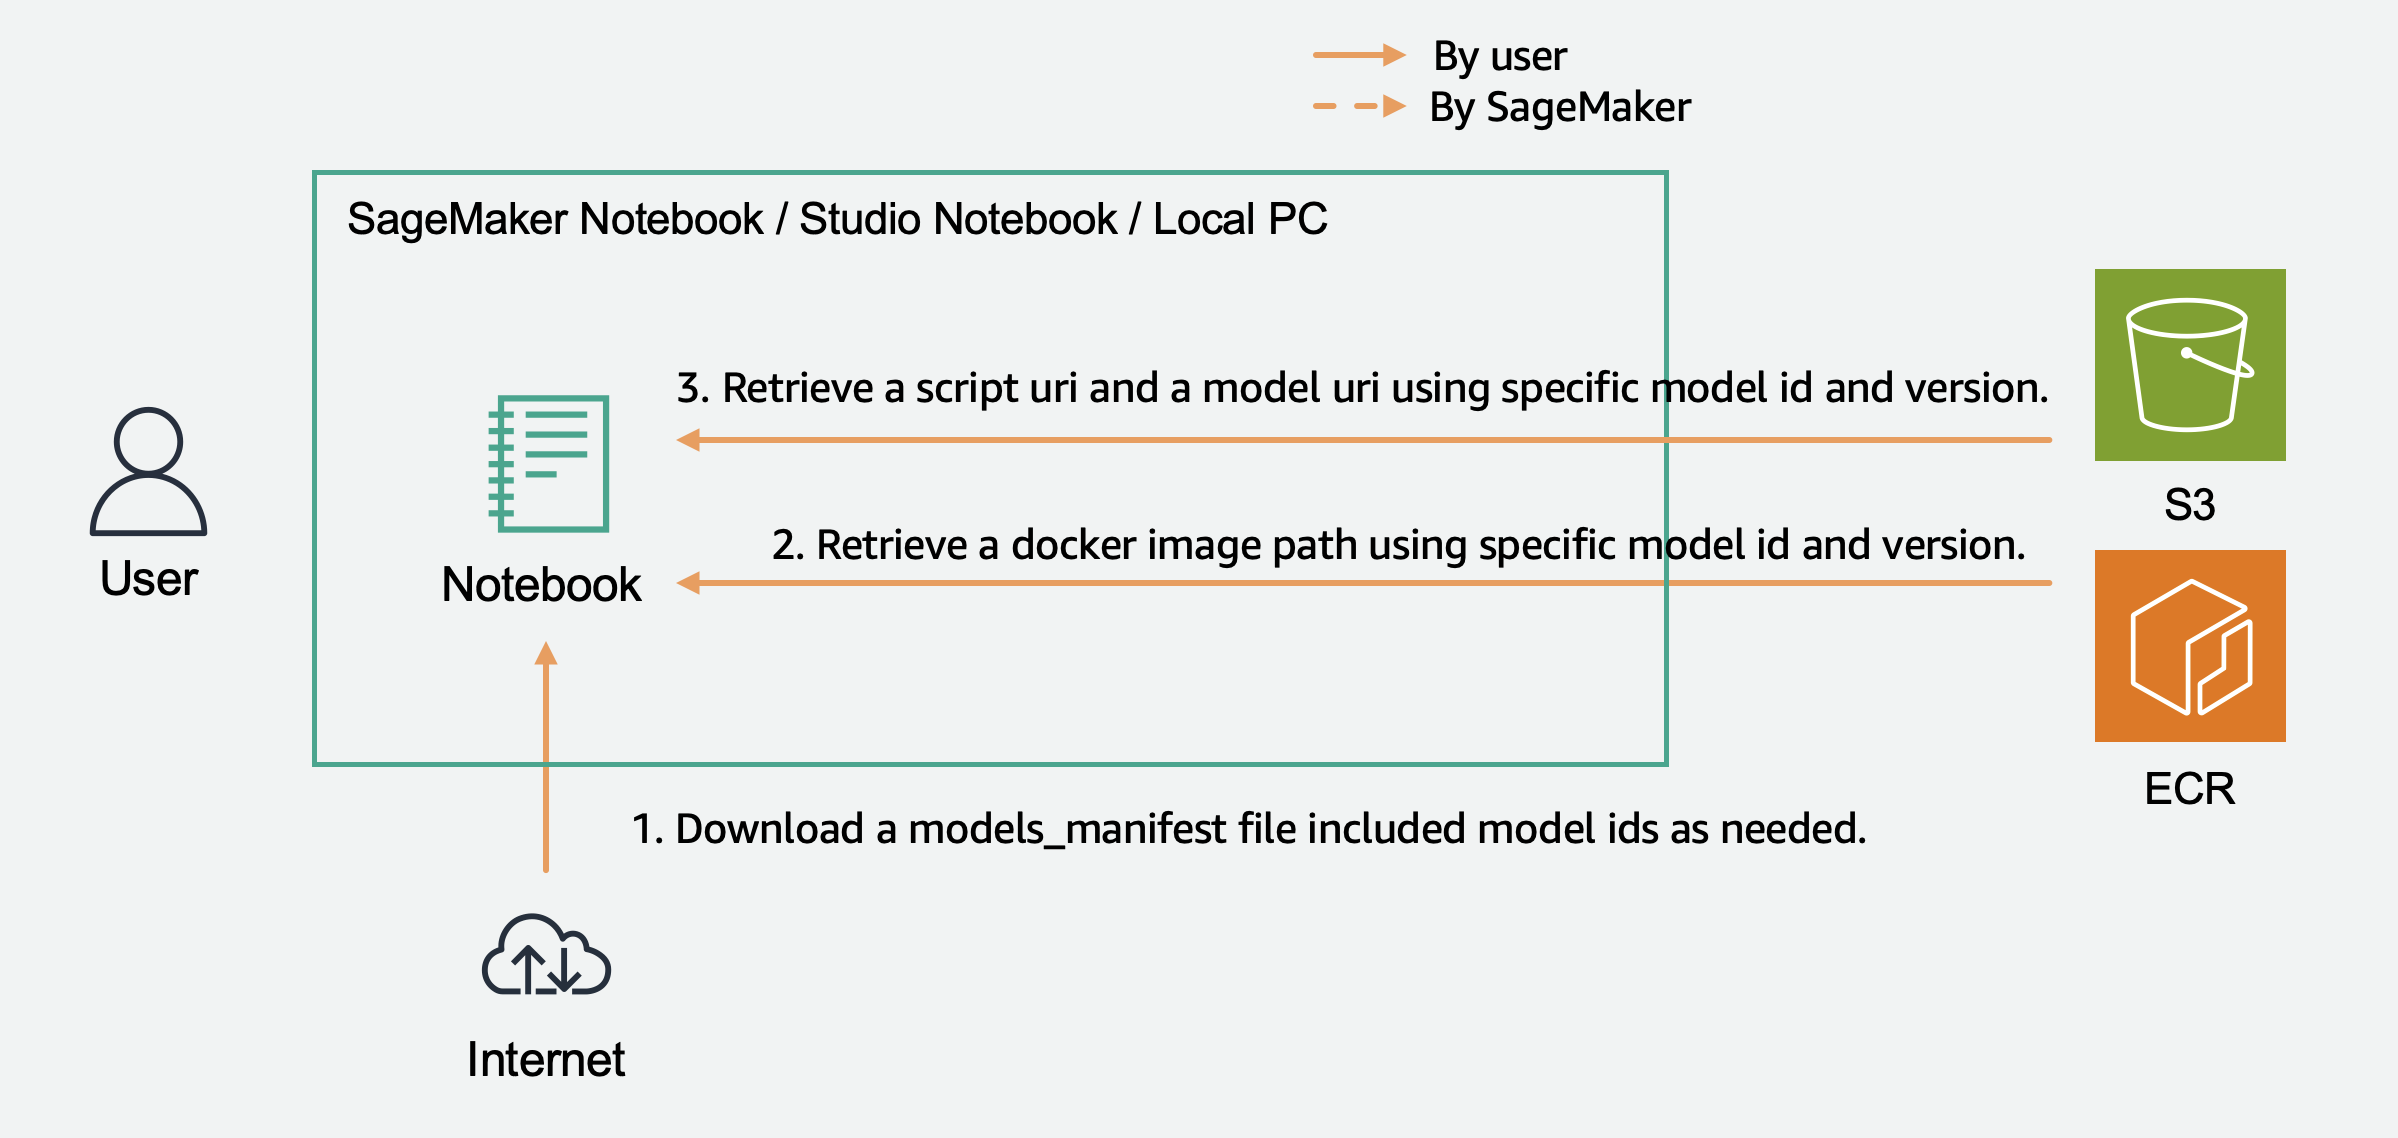 By user
By SageMaker
SageMaker Notebook / Studio Notebook / Local PC
3. Retrieve a script uri and a model uri using specific model id and version.
S3
2. Retrieve a docker image path using specific model id and version.
User
Notebook
ECR
1. Download a models_manifest file included model ids as needed.
Internet